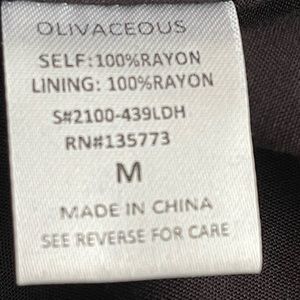 OLIVACEOUS
SELF:100%RAYON
LINING: 100%RAYON
S#2100-439LDH
RN#135773
M
MADE IN CHINA
SEE REVERSE FOR CARE